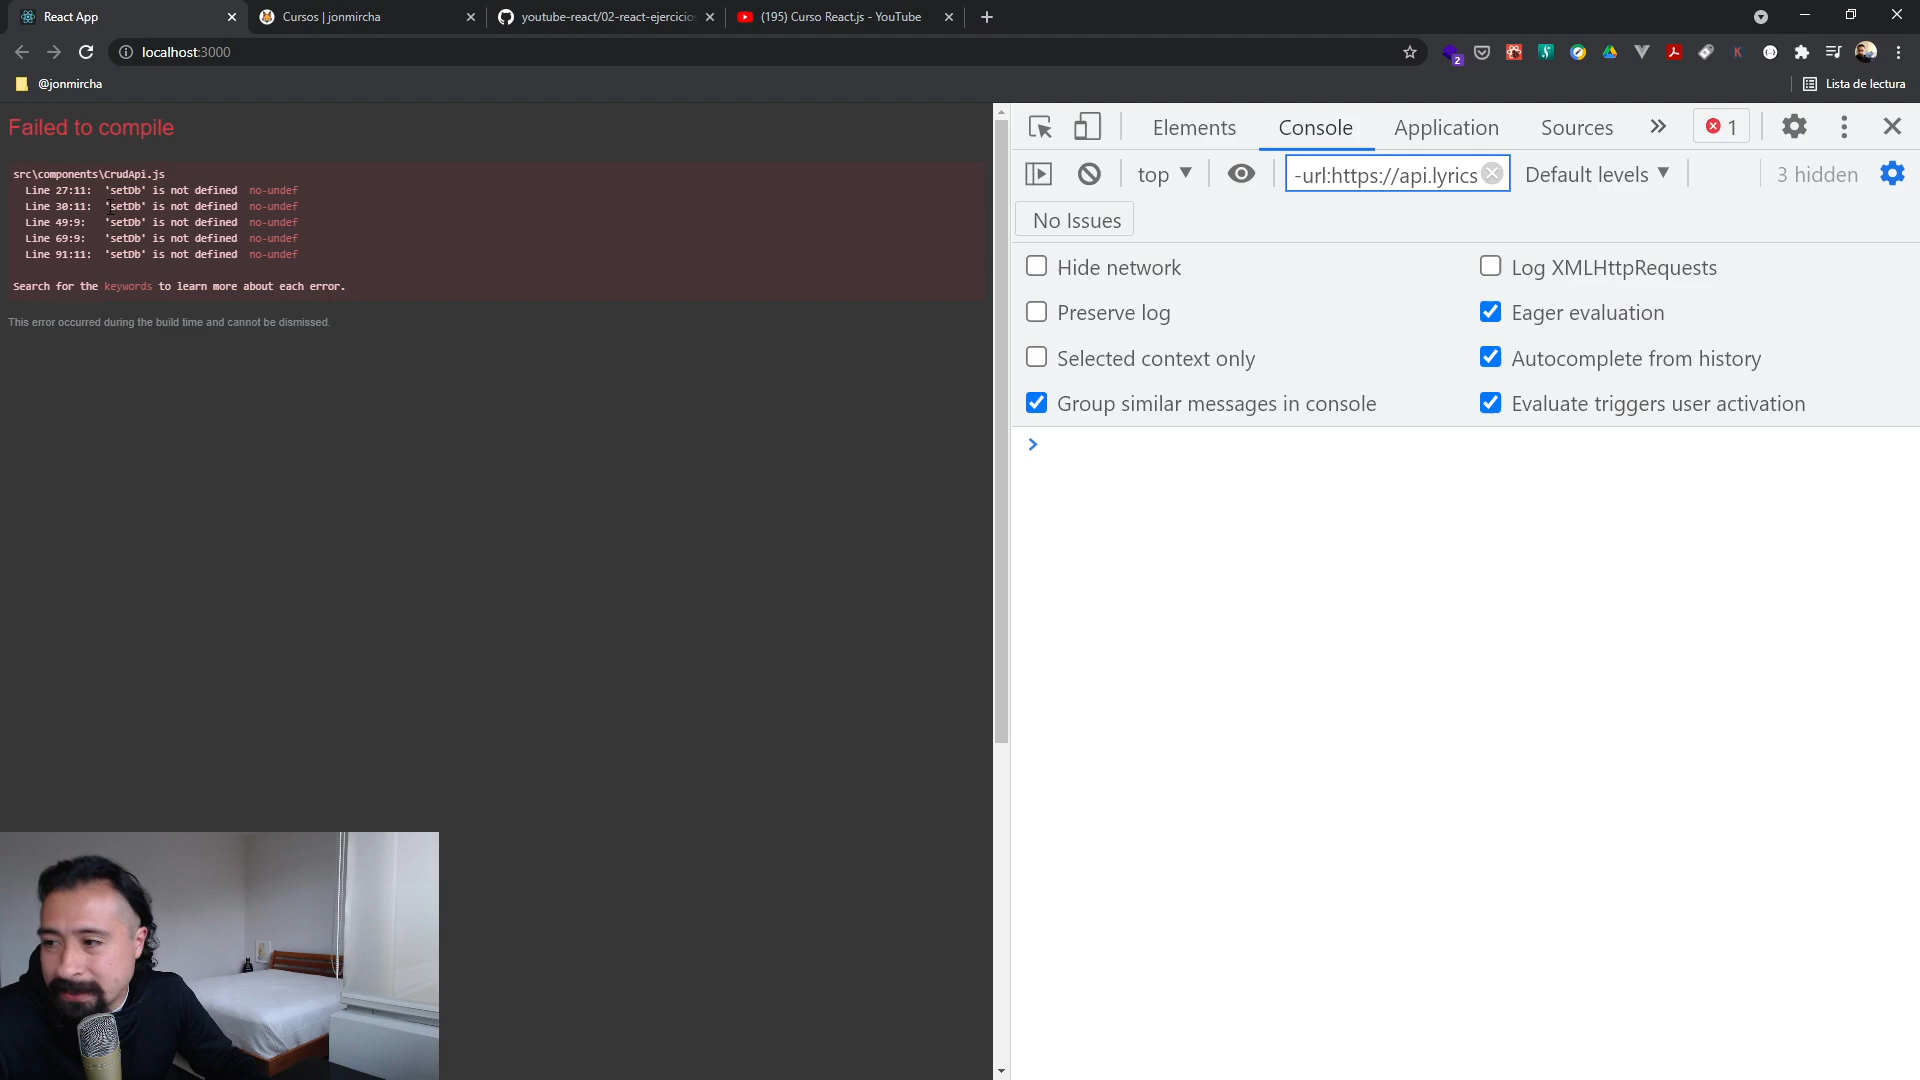 React App
Cursos | jonmircha
youtube-react/02-react-ejercicios
(195) Curso React.js - YouTube
localhost:3000
2
K
@jonmircha
Lista de lectura
Failed to compile
src\components\CrudApi.js
Line 27:11: 'setDb' is not defined no-undef
Line 30:11: 'setDb' is not defined no-undef
Line 49:9: 'setDb' is not defined no-undef
Line 69:9: 'setDb' is not defined no-undef
Line 91:11: 'setDb' is not defined no-undef
Search for the keywords to learn more about each error.
This error occurred during the build time and cannot be dismissed.
Elements
Console
Application
Sources
1
top
-url:https://api.lyrics
Default levels
3 hidden
No Issues
Hide network
Log XMLHttpRequests
Preserve log
Eager evaluation
Selected context only
Autocomplete from history
Group similar messages in console
Evaluate triggers user activation